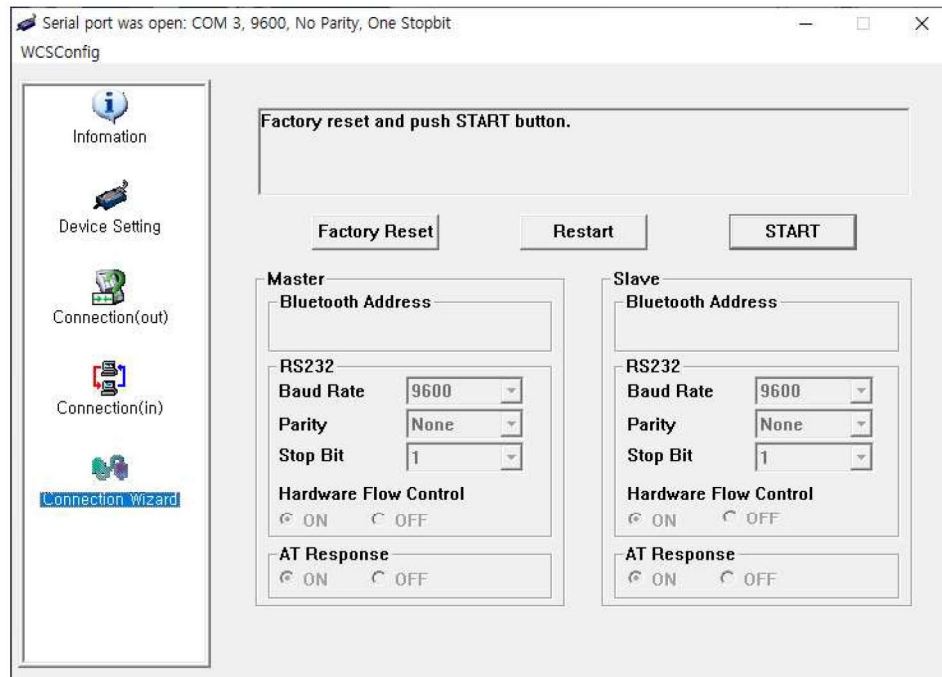 Serial port was open: COM 3, 9600, No Parity, One Stopbit
WCSConfig
Infomation
Device Setting
Connection(out)
Connection(in)
Connection Wizard
Factory reset and push START button.
Factory Reset
Restart
START
Master
Bluetooth Address
RS232
Baud Rate 9600
Parity None
Stop Bit 1
Hardware Flow Control
ON OFF
AT Response
ON OFF
Slave
Bluetooth Address
RS232
Baud Rate 9600
Parity None
Stop Bit 1
Hardware Flow Control
ON OFF
AT Response
ON OFF